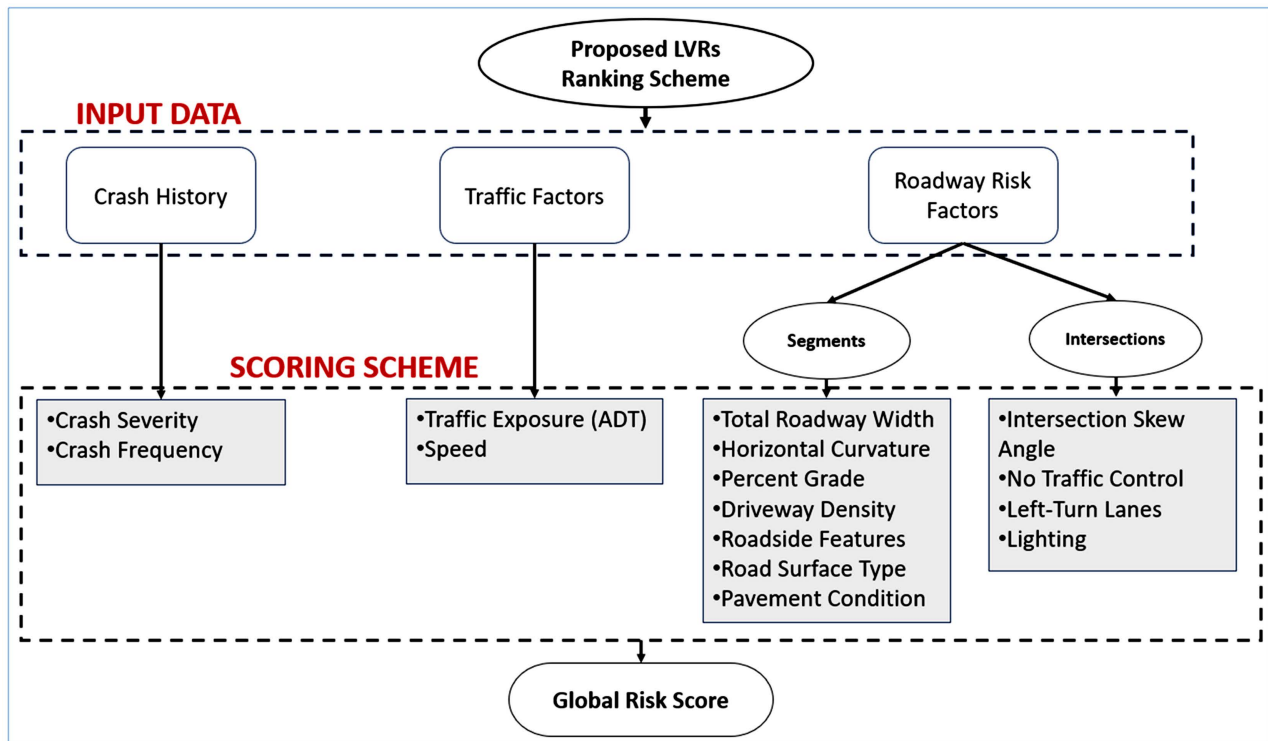 Proposed LVRs
Ranking Scheme
INPUT DATA
Crash History
Traffic Factors
Roadway Risk
Factors
Segments
Intersections
SCORING SCHEME
•Crash Severity
•Crash Frequency
•Traffic Exposure (ADT)
•Speed
•Total Roadway Width
•Horizontal Curvature
•Percent Grade
•Driveway Density
•Roadside Features
•Road Surface Type
•Pavement Condition
•Intersection Skew
Angle
•No Traffic Control
•Left-Turn Lanes
•Lighting
Global Risk Score